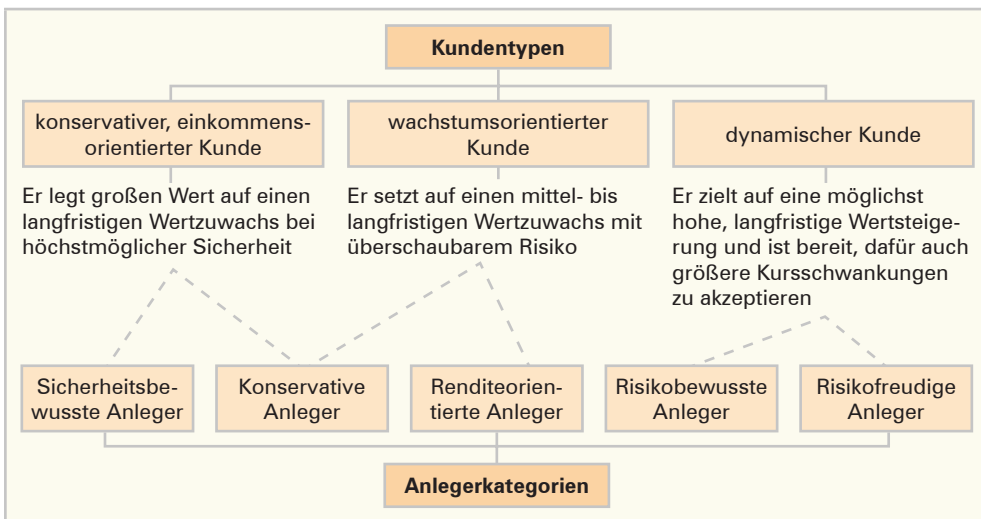 Kundentypen
konservativer, einkommens-
orientierter Kunde
wachstumsorientierter
Kunde
dynamischer Kunde
Er legt großen Wert auf einen
langfristigen Wertzuwachs bei
höchstmöglicher Sicherheit
Er setzt auf einen mittel- bis
langfristigen Wertzuwachs mit
überschaubarem Risiko
Er zielt auf eine möglichst
hohe, langfristige Wertsteige-
rung und ist bereit, dafür auch
größere Kursschwankungen
zu akzeptieren
Sicherheitsbe-
wusste Anleger
Konservative
Anleger
Renditeorien-
tierte Anleger
Risikobewusste
Anleger
Risikofreudige
Anleger
Anlegerkategorien